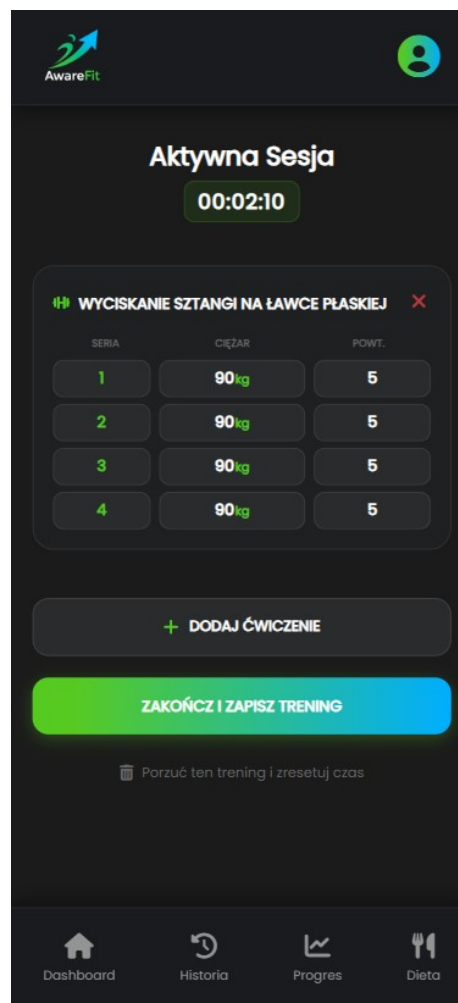 AwareFit
Aktywna Sesja
00:02:10
WYCISKANIE SZTANGI NA ŁAWCE PŁASKIEJ
SERIA CIĘŻAR POWT.
1 90kg 5
2 90kg 5
3 90kg 5
4 90kg 5
+ DODAJ ĆWICZENIE
ZAKOŃCZ I ZAPISZ TRENING
Porzuć ten trening i zresetuj czas
Dashboard Historia Progres Dieta